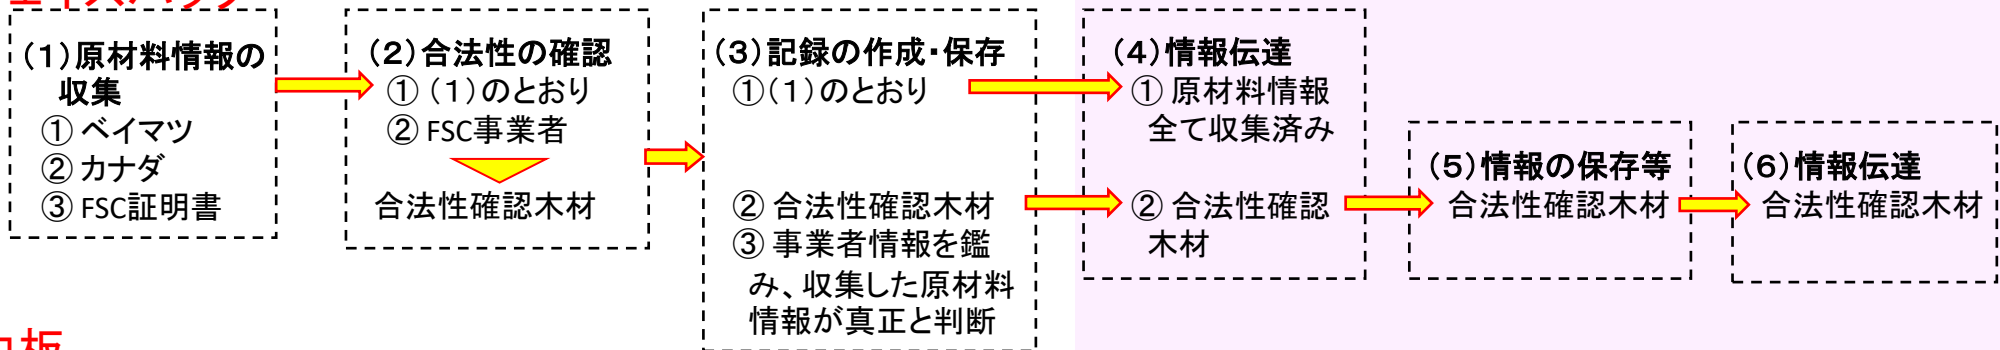 (1)原材料情報の
収集
① ベイマツ
② カナダ
③ FSC証明書
(2)合法性の確認
① (1)のとおり
② FSC事業者
合法性確認木材
(3)記録の作成・保存
①(1)のとおり
② 合法性確認木材
③ 事業者情報を鑑
み、収集した原材料
情報が真正と判断
(4)情報伝達
① 原材料情報
全て収集済み
② 合法性確認
木材
(5)情報の保存等
合法性確認木材
(6)情報伝達
合法性確認木材